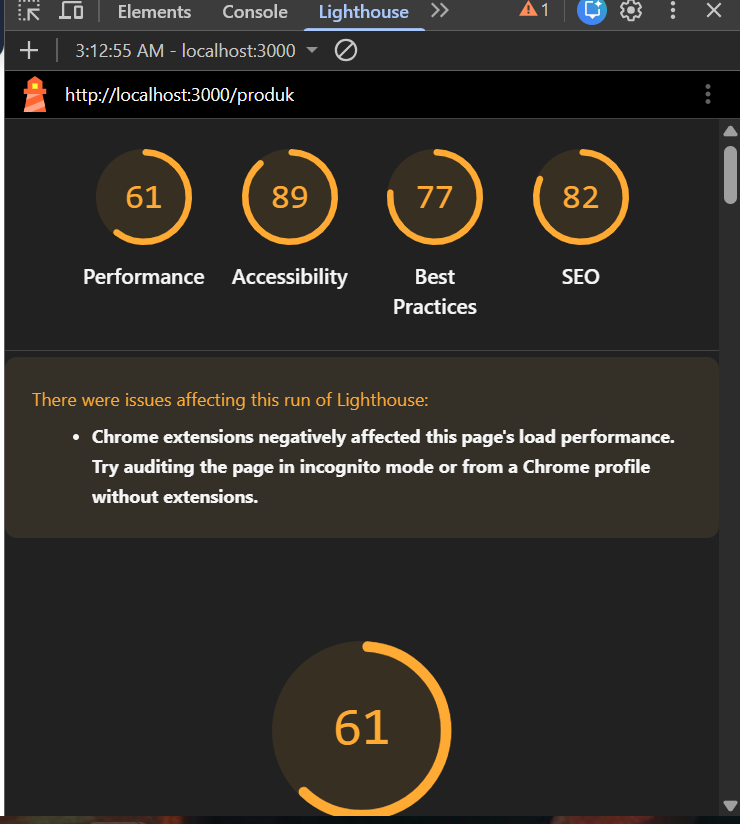 Elements Console Lighthouse 1
3:12:55 AM - localhost:3000
http://localhost:3000/produk
61 89 77 82
Performance Accessibility Best Practices SEO
There were issues affecting this run of Lighthouse:
• Chrome extensions negatively affected this page's load performance.
Try auditing the page in incognito mode or from a Chrome profile
without extensions.
61